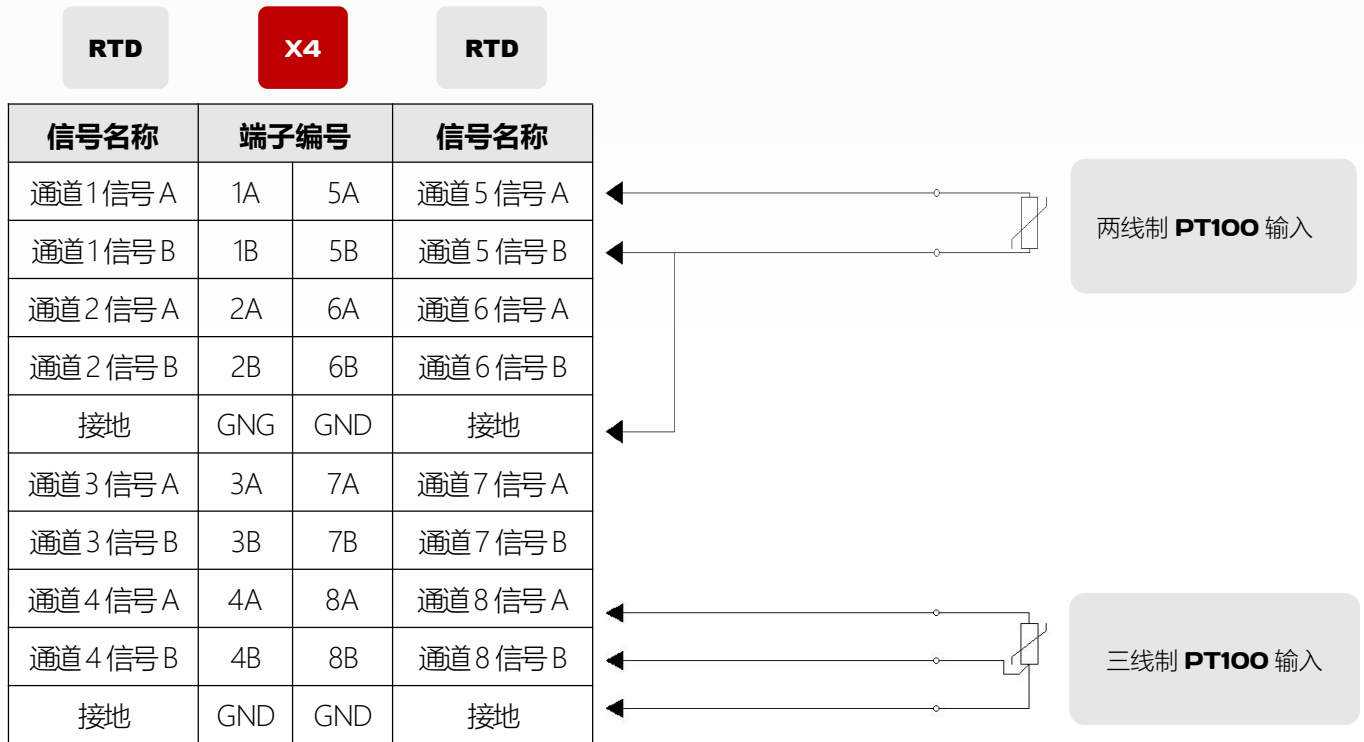 RTD X4 RTD
信号名称 端子编号 信号名称
通道1信号A 1A 5A 通道5信号A
通道1信号B 1B 5B 通道5信号B
通道2信号A 2A 6A 通道6信号A
通道2信号B 2B 6B 通道6信号B
接地 GNG GND 接地
通道3信号A 3A 7A 通道7信号A
通道3信号B 3B 7B 通道7信号B
通道4信号A 4A 8A 通道8信号A
通道4信号B 4B 8B 通道8信号B
接地 GND GND 接地
两线制 PT100 输入
三线制 PT100 输入